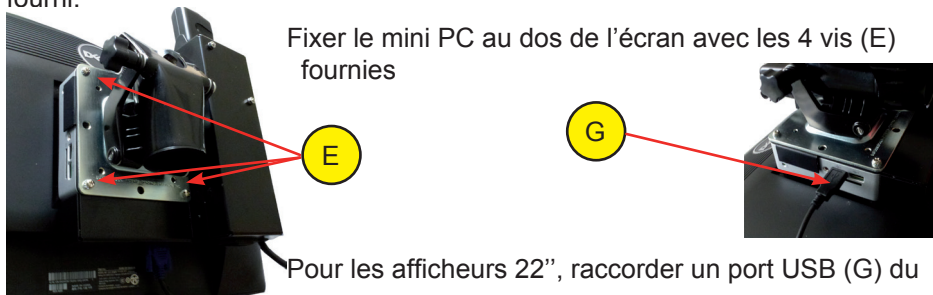 fourni.
Fixer le mini PC au dos de l’écran avec les 4 vis (E)
fournies
E
G
Pour les afficheurs 22’’, raccorder un port USB (G) du